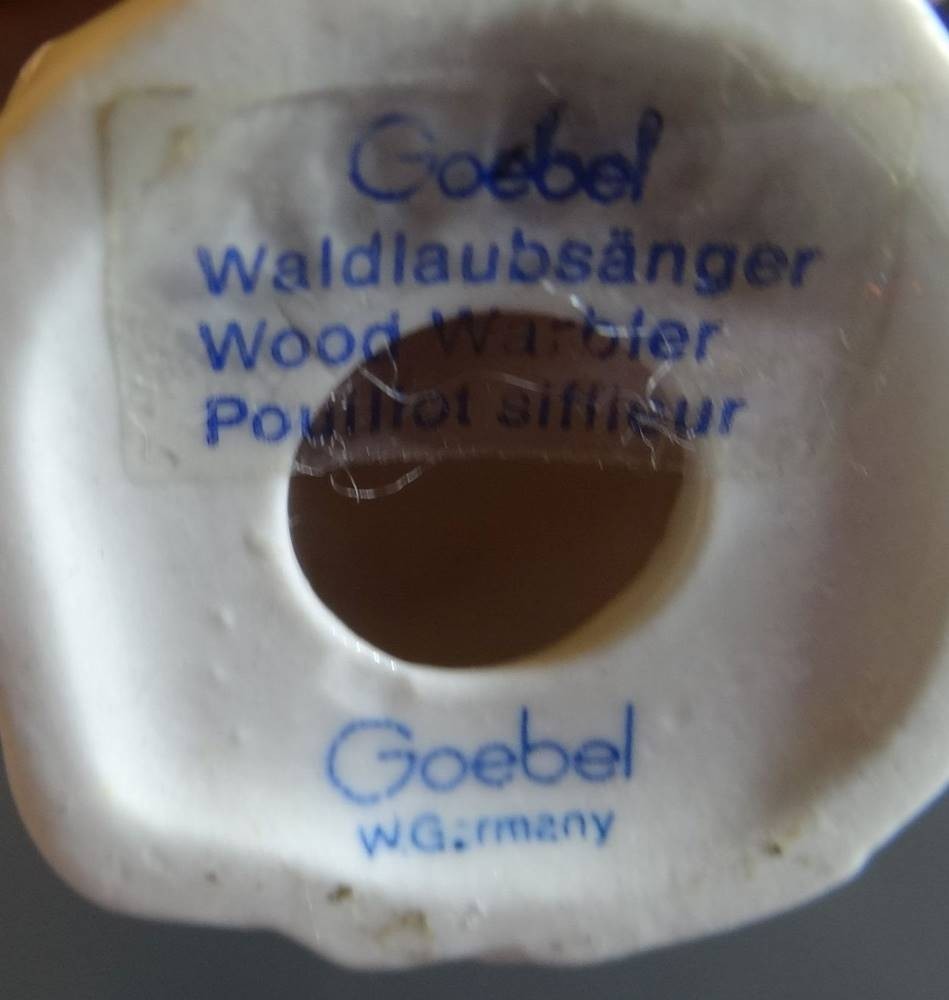 Goebel
Waldlaubsänger
Wood Warbler
Pouillot siffleur
Goebel
W.Germany